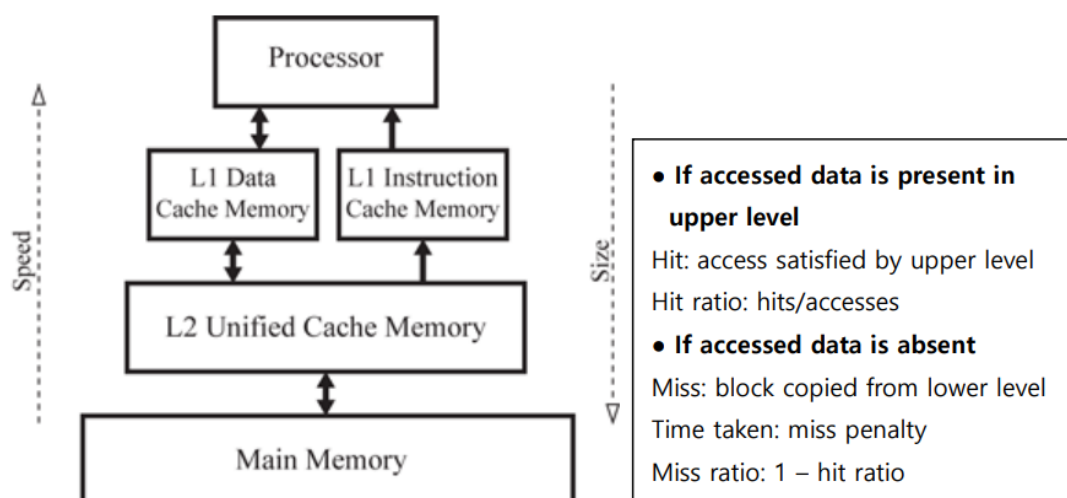 Processor
L1 Data
Cache Memory
L1 Instruction
Cache Memory
Speed
Size
L2 Unified Cache Memory
Main Memory
● If accessed data is present in
upper level
Hit: access satisfied by upper level
Hit ratio: hits/accesses
● If accessed data is absent
Miss: block copied from lower level
Time taken: miss penalty
Miss ratio: 1 – hit ratio